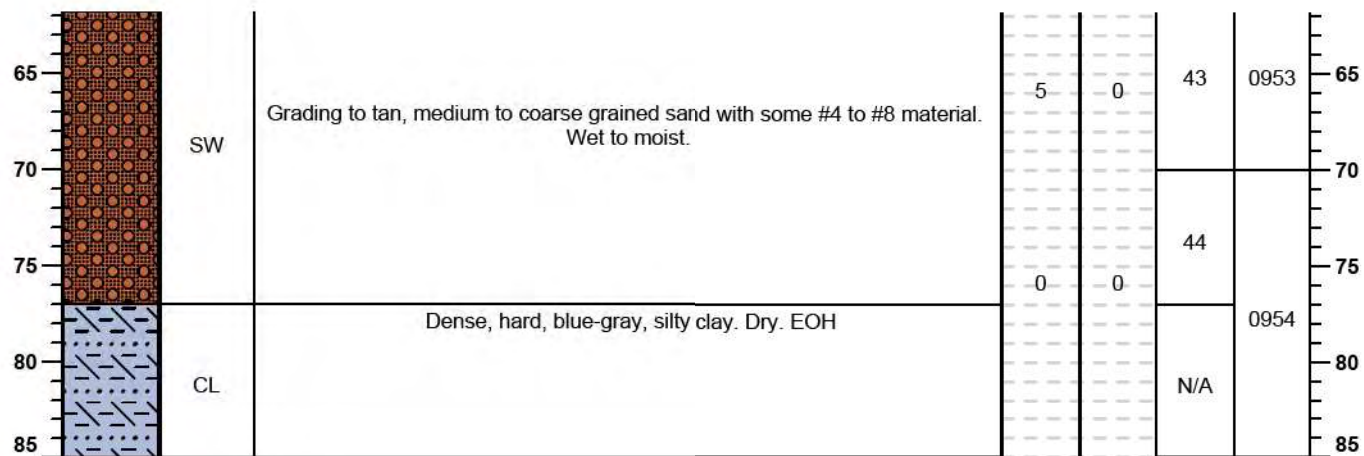 65 43 0953 65
5 0
Grading to tan, medium to coarse grained sand with some #4 to #8 material.
Wet to moist.
SW
70 70
44
75 75
0 0
Dense, hard, blue-gray, silty clay. Dry. EOH
0954
80 80
CL N/A
85 85